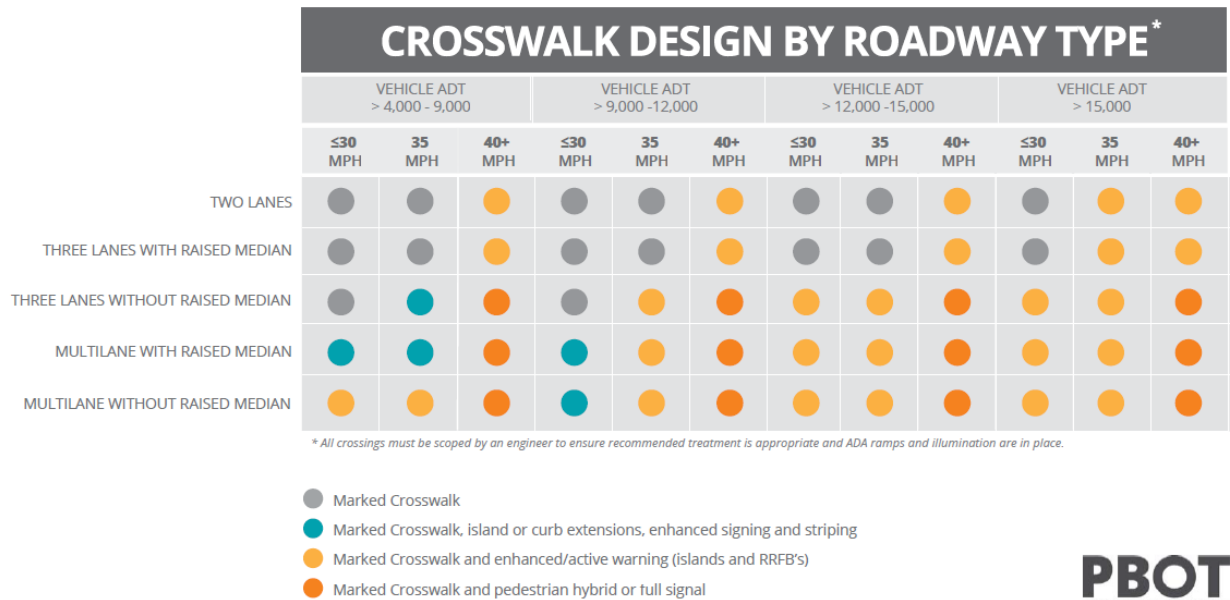 CROSSWALK DESIGN BY ROADWAY TYPE*
VEHICLE ADT VEHICLE ADT VEHICLE ADT VEHICLE ADT
> 4,000 - 9,000 > 9,000 -12,000 > 12,000 -15,000 > 15,000
≤30 35 40+ ≤30 35 40+ ≤30 35 40+ ≤30 35 40+
MPH MPH MPH MPH MPH MPH MPH MPH MPH MPH MPH MPH
TWO LANES
THREE LANES WITH RAISED MEDIAN
THREE LANES WITHOUT RAISED MEDIAN
MULTILANE WITH RAISED MEDIAN
MULTILANE WITHOUT RAISED MEDIAN
* All crossings must be scoped by an engineer to ensure recommended treatment is appropriate and ADA ramps and illumination are in place.
Marked Crosswalk
Marked Crosswalk, island or curb extensions, enhanced signing and striping
Marked Crosswalk and enhanced/active warning (islands and RRFB's)
Marked Crosswalk and pedestrian hybrid or full signal
PBOT